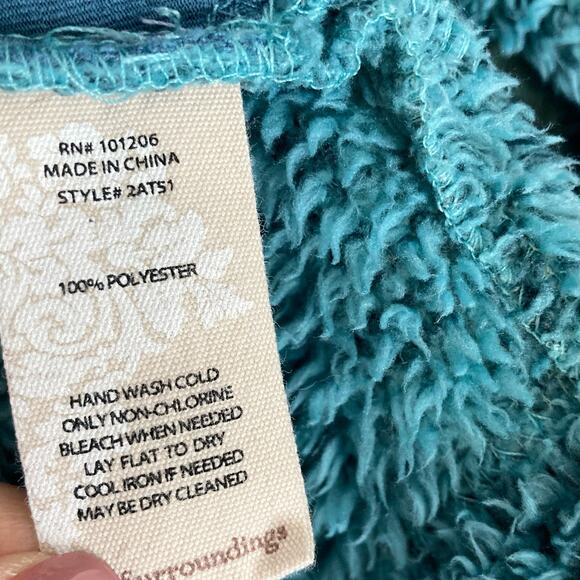 RN# 101206
MADE IN CHINA
STYLE# 2AT51
100% POLYESTER
HAND WASH COLD
ONLY NON-CHLORINE
BLEACH WHEN NEEDED
LAY FLAT TO DRY
COOL IRON IF NEEDED
MAY BE DRY CLEANED
Surroundings